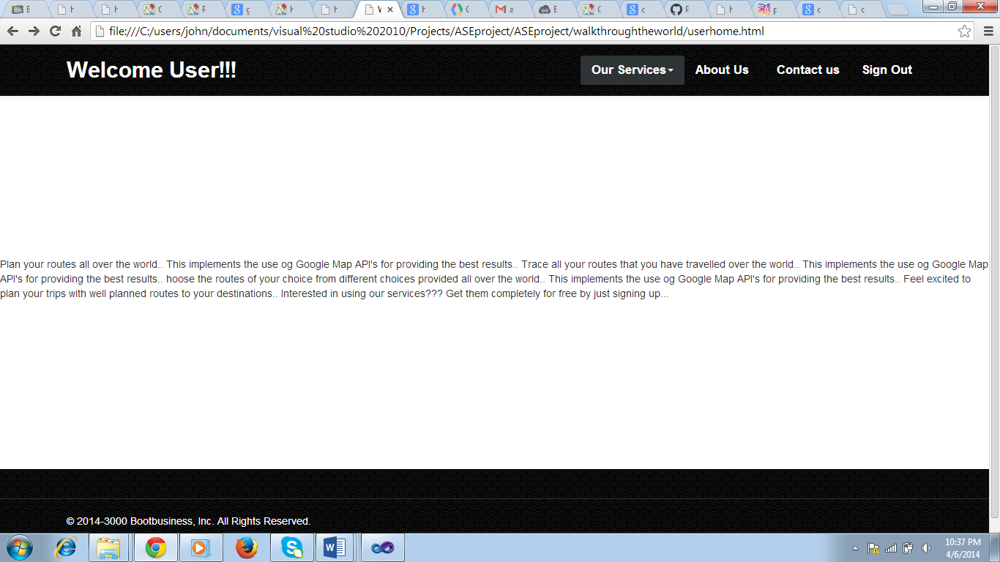 Bb E H H G F g H H W × H G a E G c F H p c c
file:///C:/users/john/documents/visual%20studio%202010/Projects/ASEproject/ASEproject/walkthroughtheworld/userhome.html
Welcome User!!! Our Services About Us Contact us Sign Out
Plan your routes all over the world.. This implements the use og Google Map API's for providing the best results.. Trace all your routes that you have travelled over the world.. This implements the use og Google Map
API's for providing the best results.. hoose the routes of your choice from different choices provided all over the world.. This implements the use og Google Map API's for providing the best results.. Feel excited to
plan your trips with well planned routes to your destinations.. Interested in using our services??? Get them completely for free by just signing up...
© 2014-3000 Bootbusiness, Inc. All Rights Reserved.
10:37 PM
4/6/2014